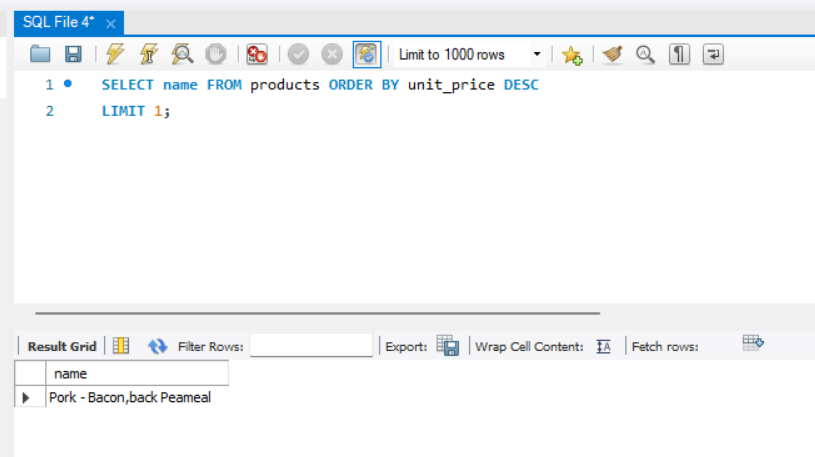 SQL File 4*
Limit to 1000 rows
1 SELECT name FROM products ORDER BY unit_price DESC
2 LIMIT 1;
Result Grid Filter Rows: Export: Wrap Cell Content: Fetch rows:
name
Pork - Bacon,back Peameal